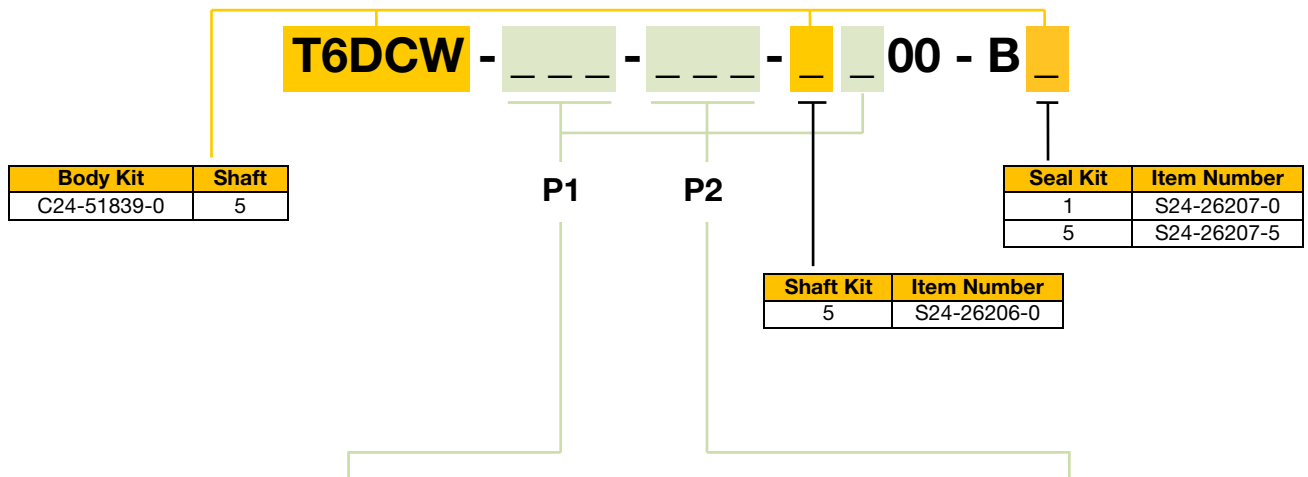 T6DCW - _ _ _ - _ _ _ - _ _ 00 - B _
Body Kit Shaft
C24-51839-0 5
P1 P2
Seal Kit Item Number
1 S24-26207-0
5 S24-26207-5
Shaft Kit Item Number
5 S24-26206-0